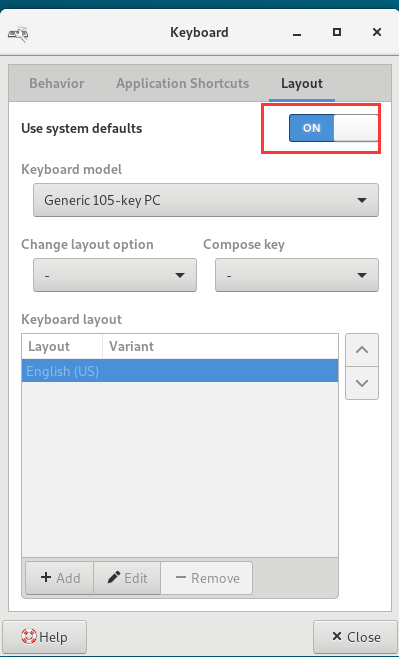 Keyboard
Behavior Application Shortcuts Layout
Use system defaults ON
Keyboard model
Generic 105-key PC
Change layout option Compose key
- -
Keyboard layout
Layout Variant
English (US)
+ Add Edit − Remove
Help × Close